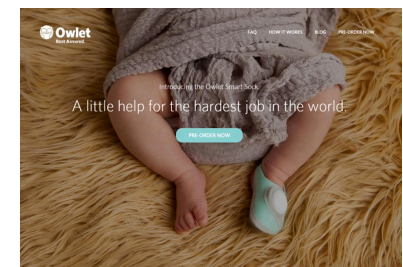 Owlet
Rest Assured.
FAQ
HOW IT WORKS
BLOG
PRE-ORDER NOW
Introducing the Owlet Smart Sock
A little help for the hardest job in the world.
PRE-ORDER NOW